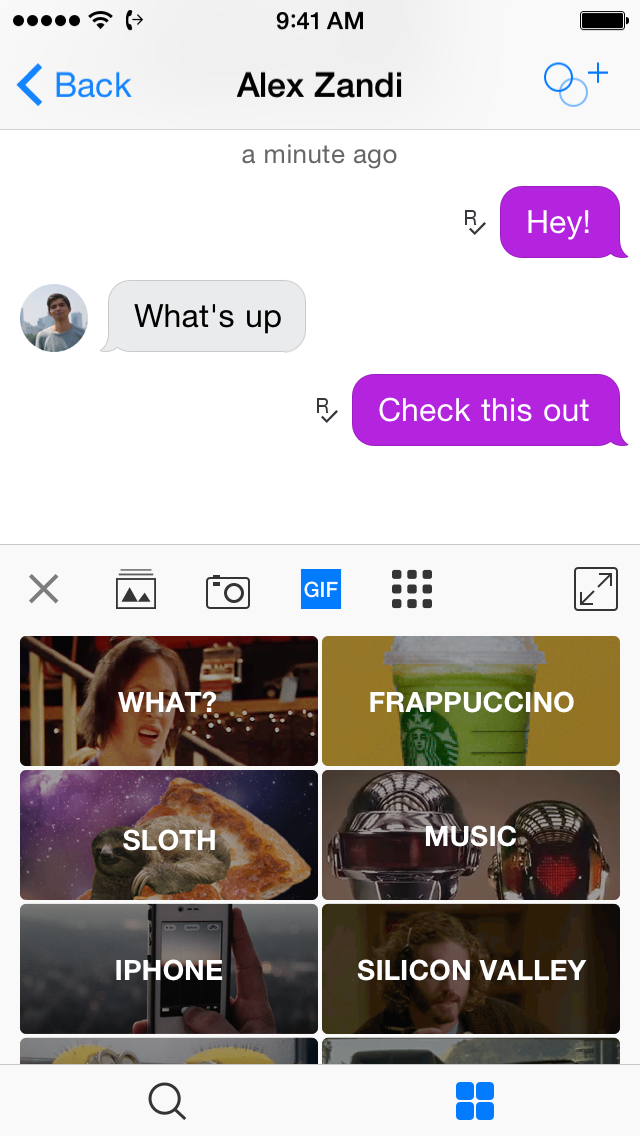 9:41 AM
Back
Alex Zandi
a minute ago
R
Hey!
What's up
R
Check this out
GIF
WHAT?
FRAPPUCCINO
SLOTH
MUSIC
IPHONE
SILICON VALLEY